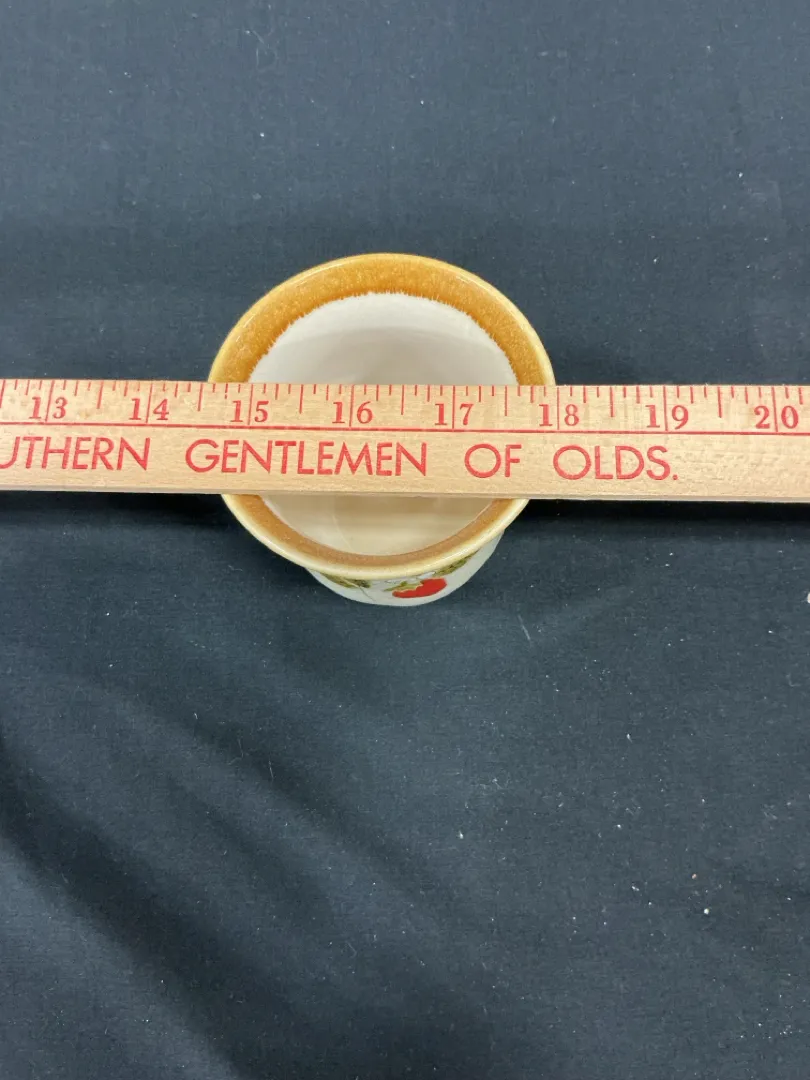 13 14 15 16 17 18 19 20
UTHERN GENTLEMEN OF OLDS.